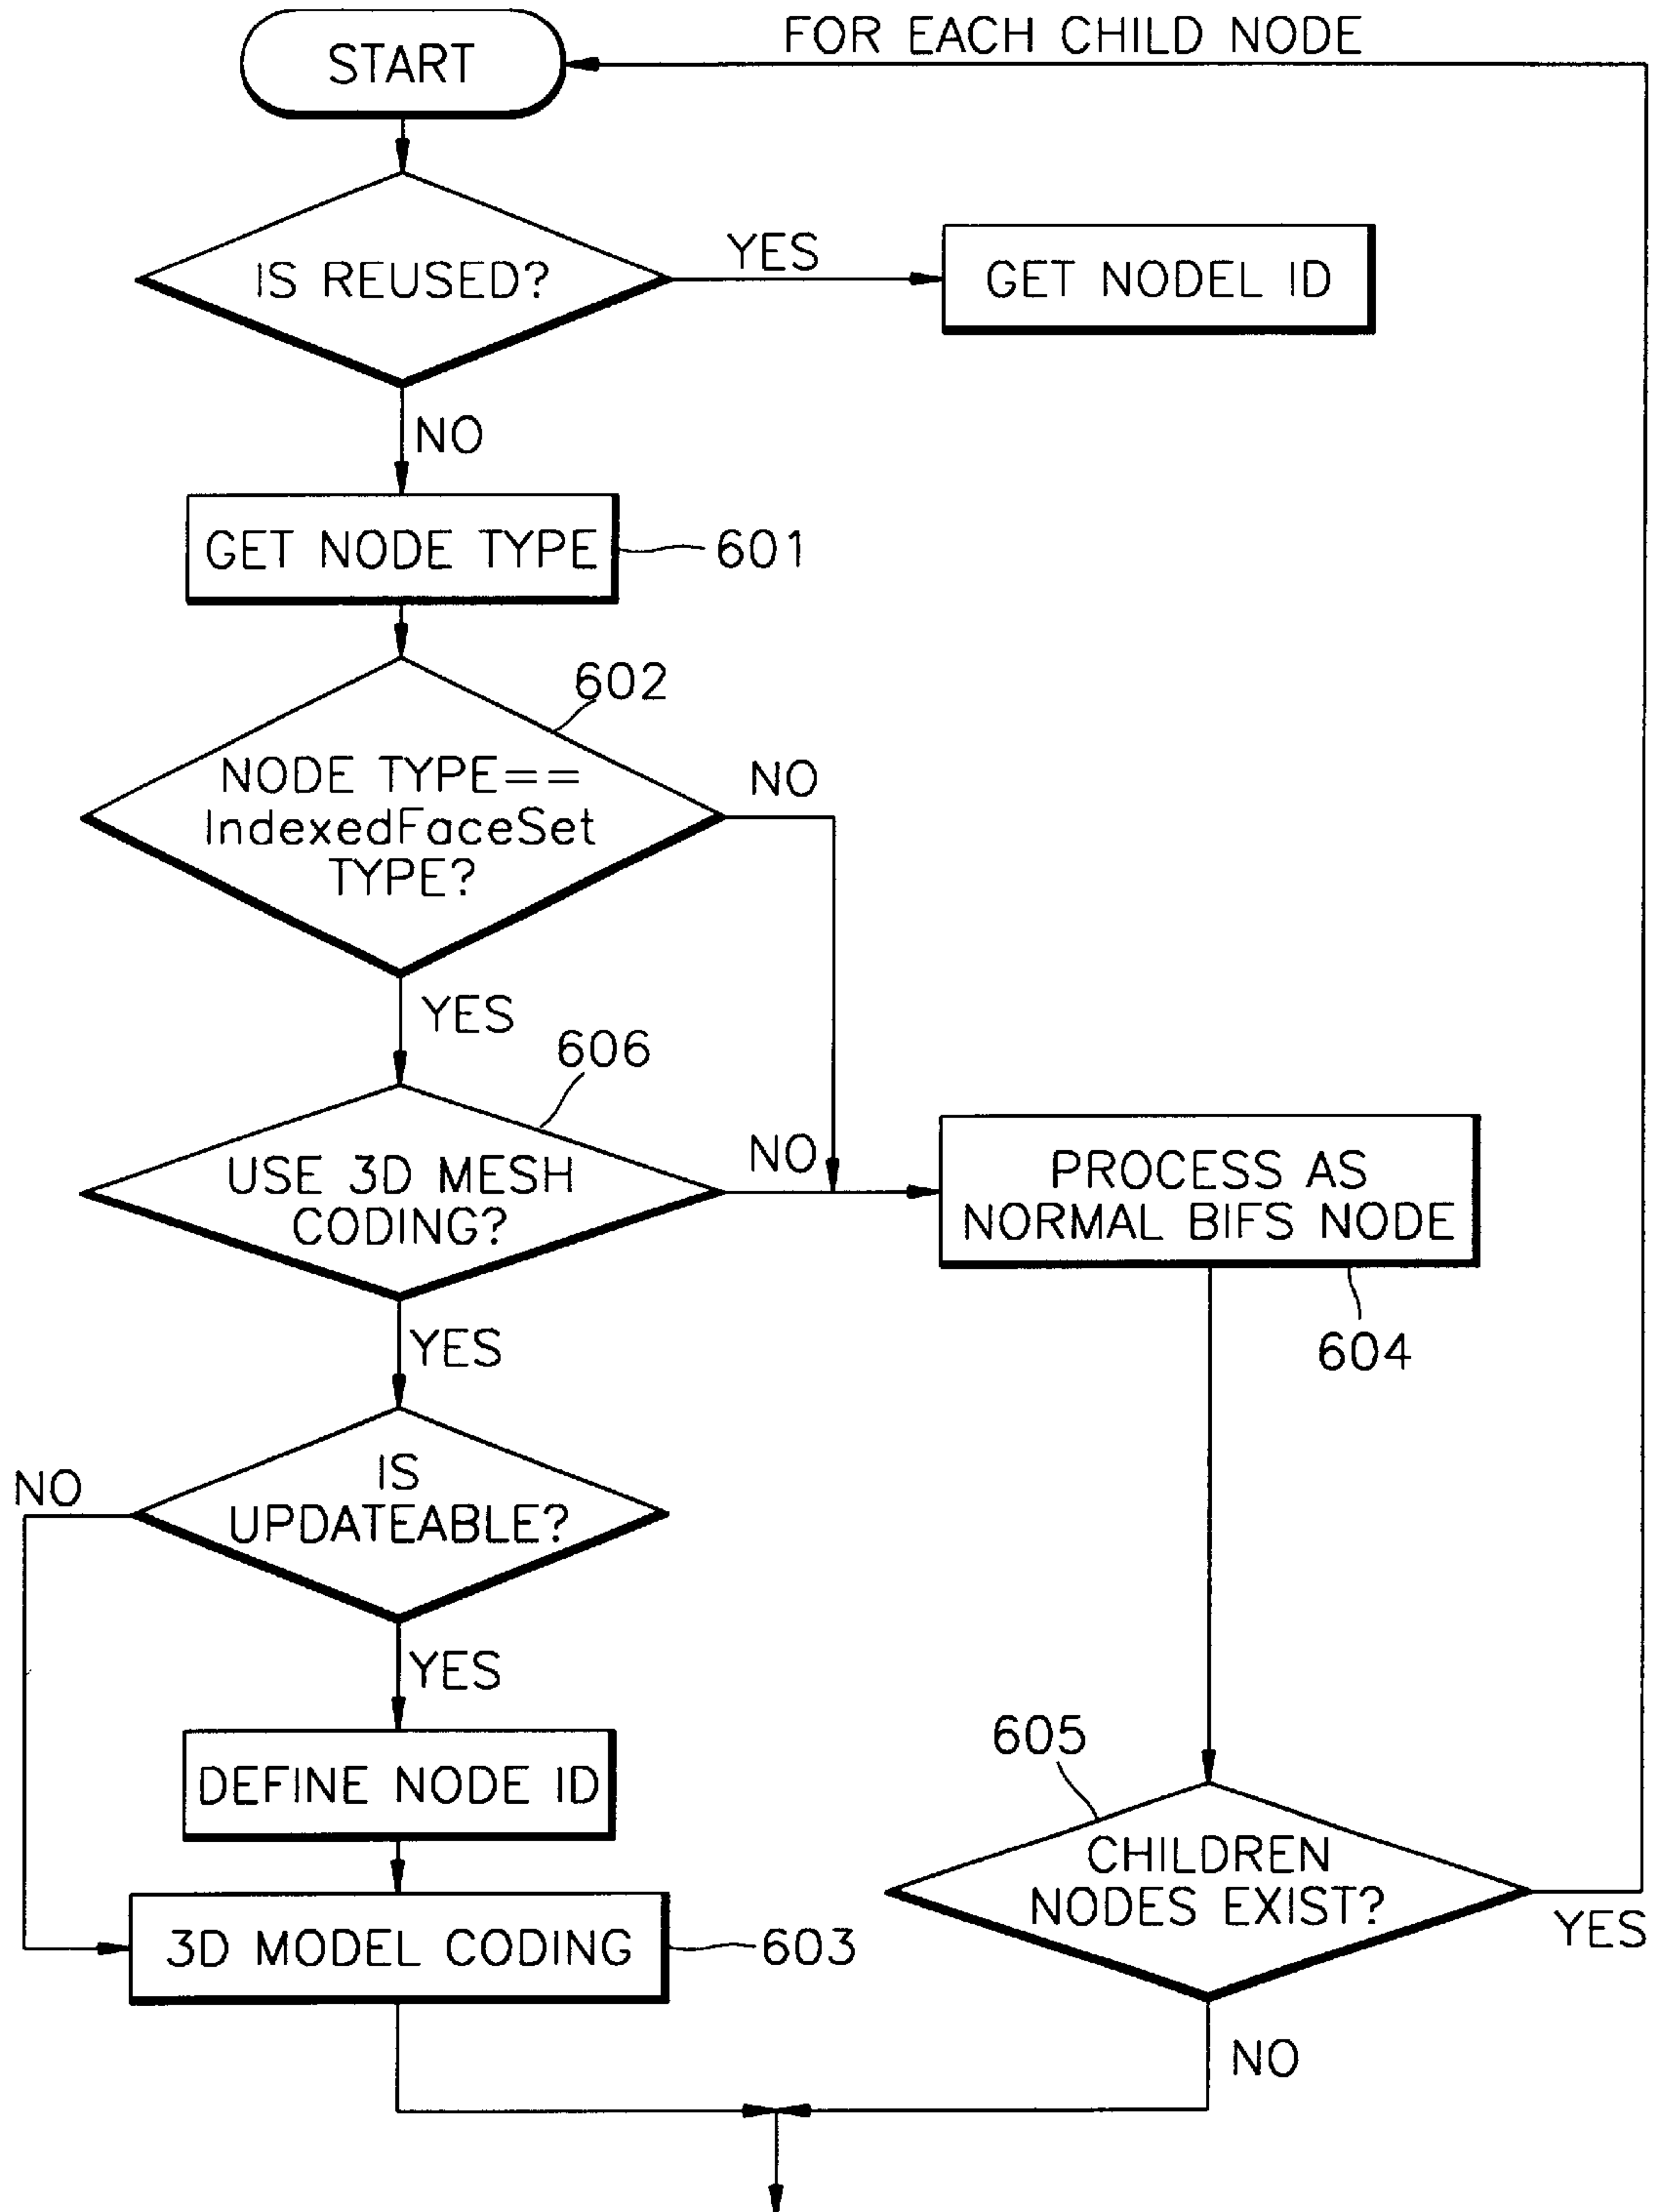 FOR EACH CHILD NODE
START
IS REUSED?
YES
GET NODEL ID
NO
GET NODE TYPE
601
602
NODE TYPE==
IndexedFaceSet
TYPE?
NO
YES
606
USE 3D MESH
CODING?
NO
PROCESS AS
NORMAL BIFS NODE
604
YES
IS
UPDATEABLE?
NO
YES
DEFINE NODE ID
605
CHILDREN
NODES EXIST?
YES
3D MODEL CODING
603
NO